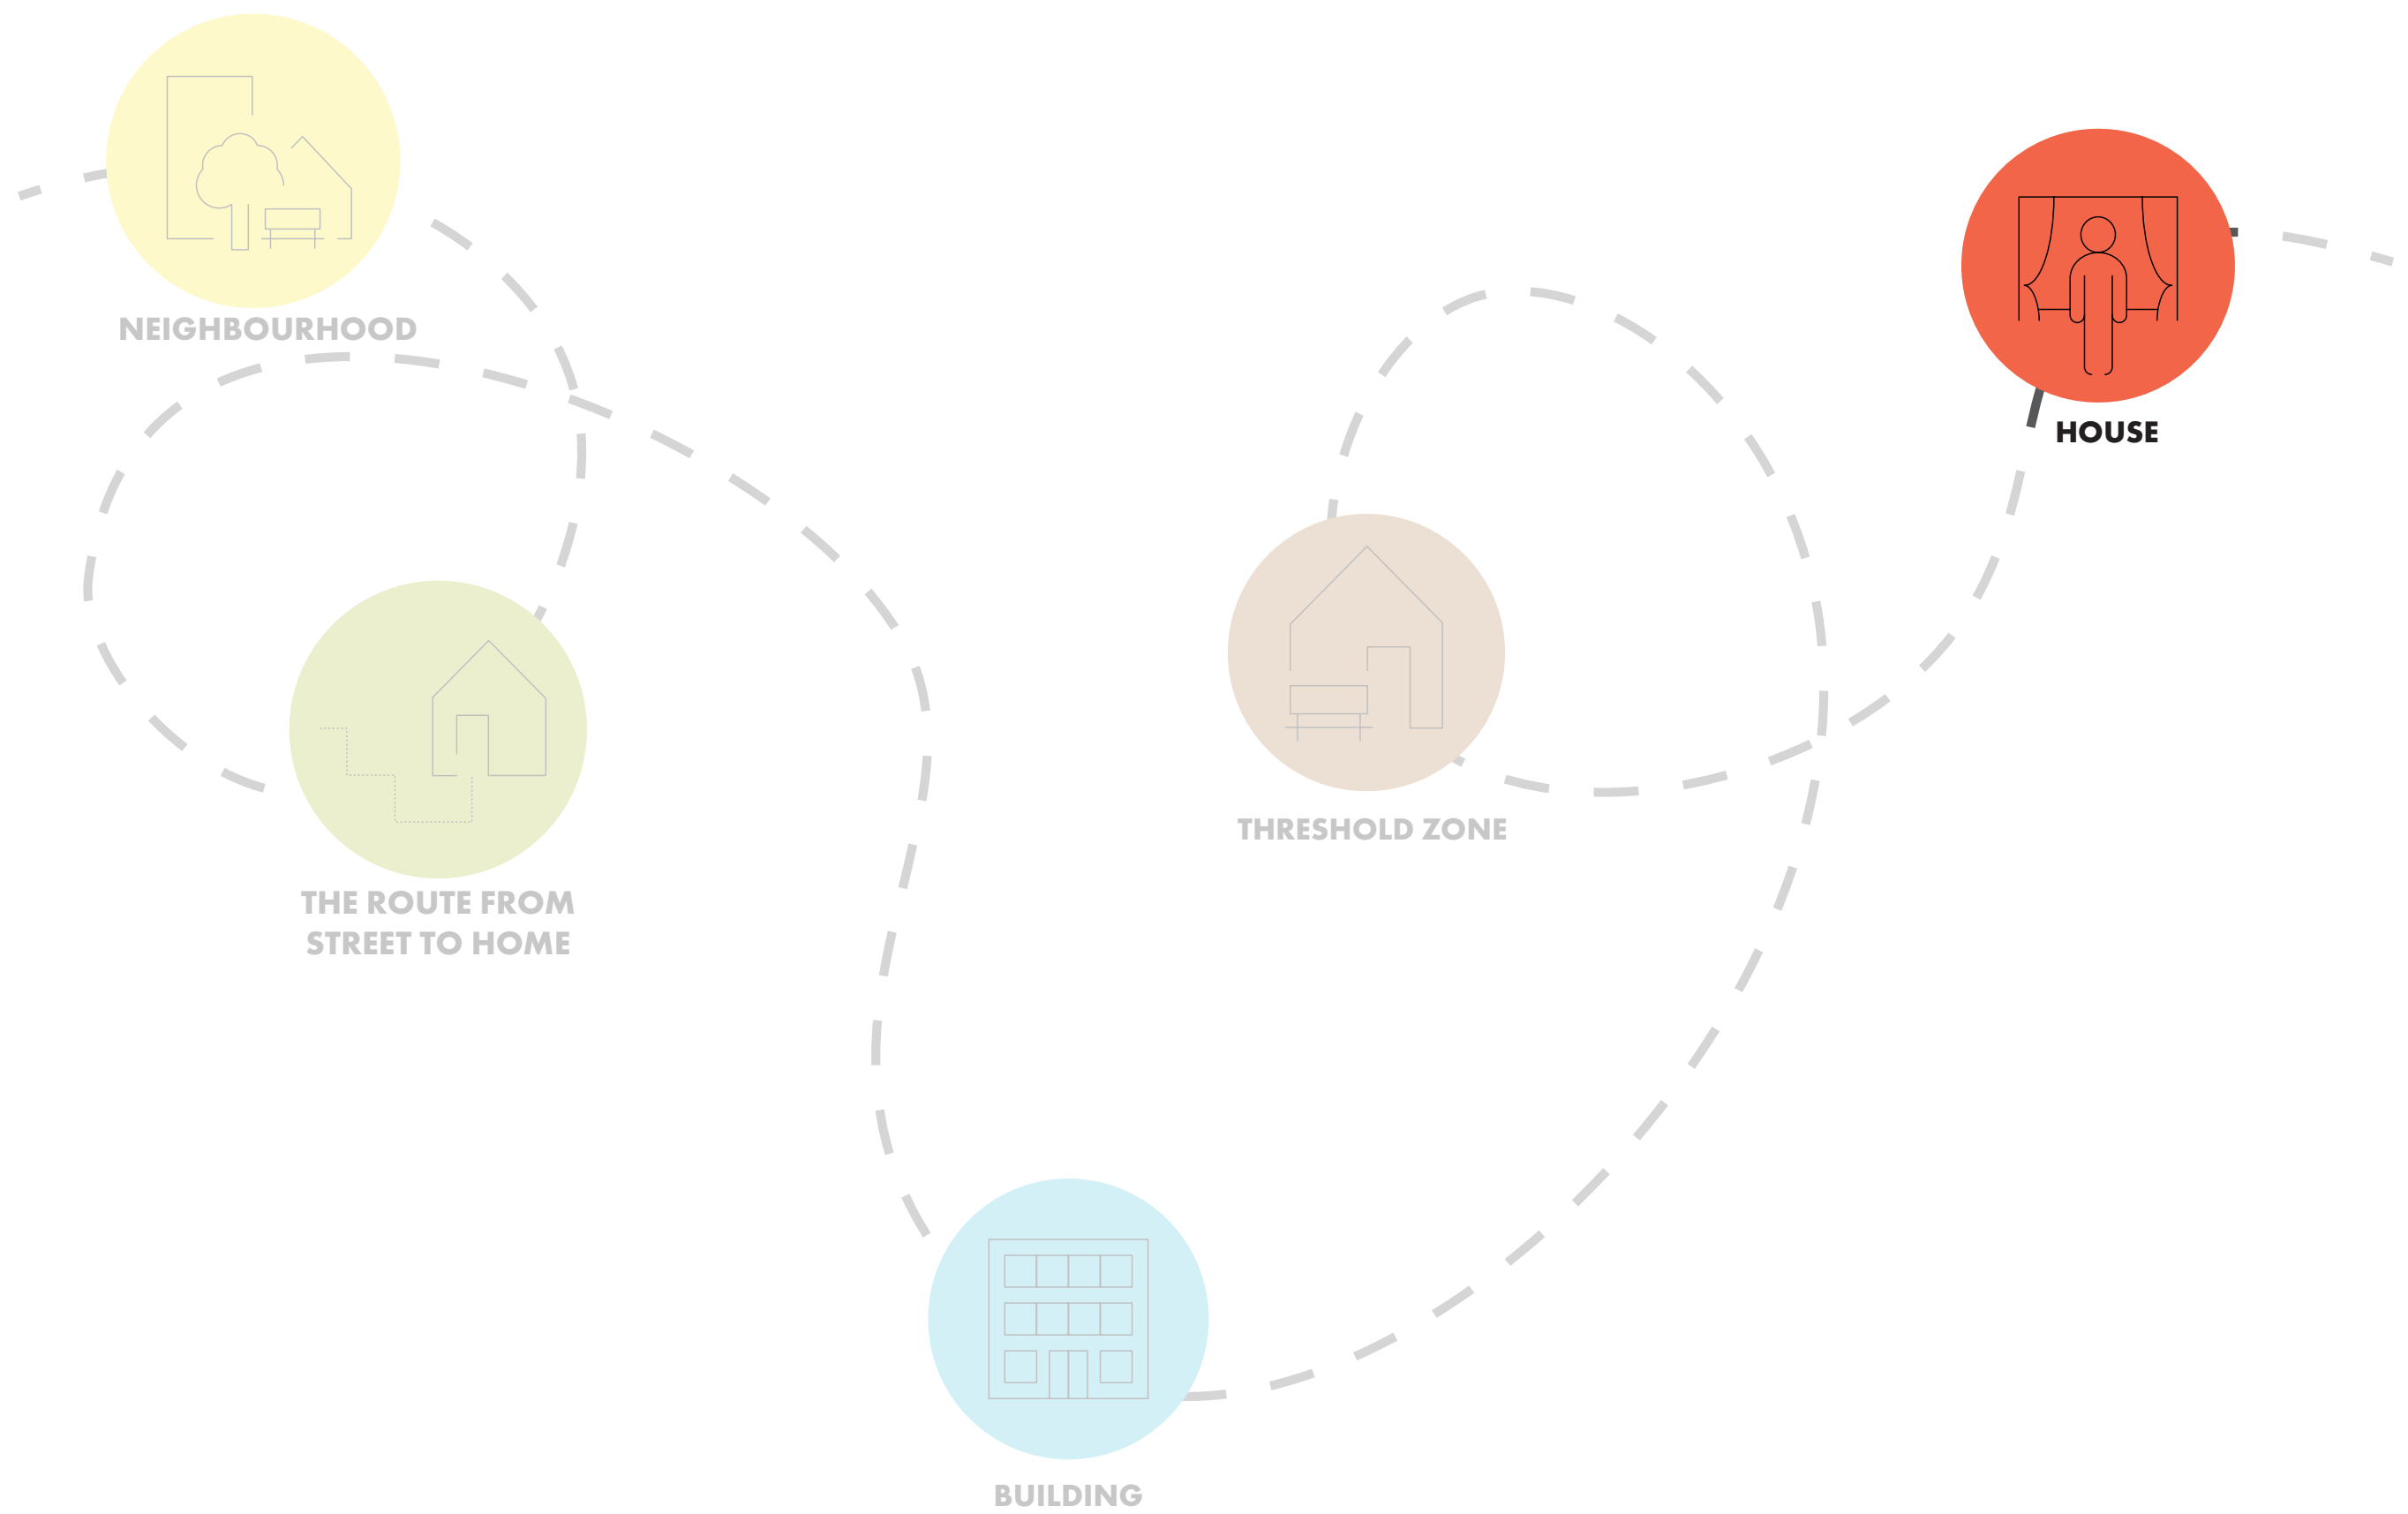 NEIGHBOURHOOD
HOUSE
THRESHOLD ZONE
THE ROUTE FROM
STREET TO HOME
BUILDING